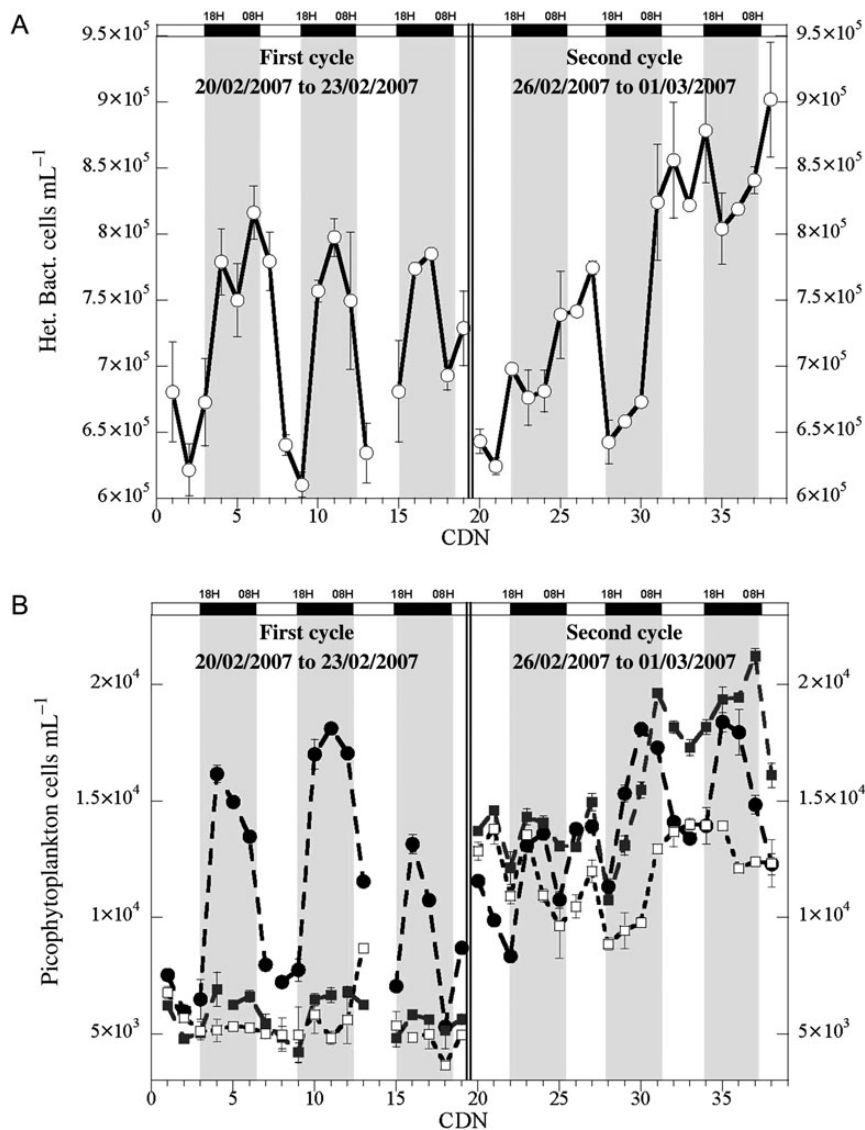 A
18H 08H 18H 08H 18H 08H 18H 08H 18H 08H
First cycle
20/02/2007 to 23/02/2007
Second cycle
26/02/2007 to 01/03/2007
Het. Bact. cells mL⁻¹
9.5×10⁵ 9.5×10⁵
9×10⁵ 9×10⁵
8.5×10⁵ 8.5×10⁵
8×10⁵ 8×10⁵
7.5×10⁵ 7.5×10⁵
7×10⁵ 7×10⁵
6.5×10⁵ 6.5×10⁵
6×10⁵ 6×10⁵
0 5 10 15 20 25 30 35
CDN
B
18H 08H 18H 08H 18H 08H 18H 08H 18H 08H
First cycle
20/02/2007 to 23/02/2007
Second cycle
26/02/2007 to 01/03/2007
Picophytoplankton cells mL⁻¹
2×10⁴ 2×10⁴
1.5×10⁴ 1.5×10⁴
1×10⁴ 1×10⁴
5×10³ 5×10³
0 5 10 15 20 25 30 35
CDN